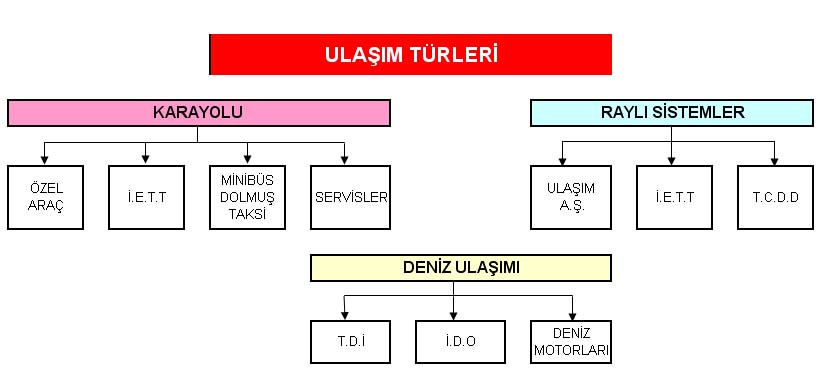 ULAŞIM TÜRLERİ
KARAYOLU
ÖZEL
ARAÇ
İ.E.T.T
MİNİBÜS
DOLMUŞ
TAKSİ
SERVİSLER
RAYLI SİSTEMLER
ULAŞIM
A.Ş.
İ.E.T.T
T.C.D.D
DENİZ ULAŞIMI
T.D.İ
İ.D.O
DENİZ
MOTORLARI